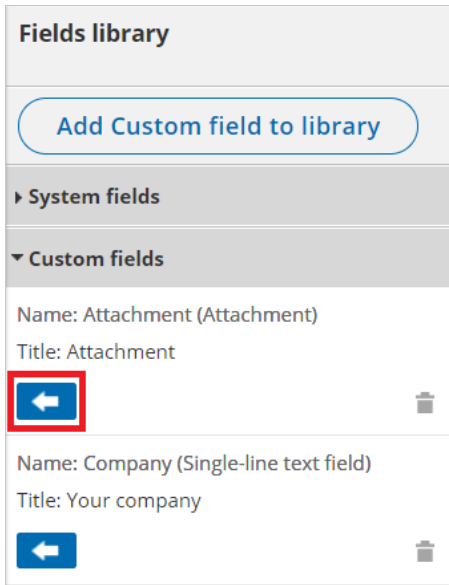 Fields library
Add Custom field to library
System fields
Custom fields
Name: Attachment (Attachment)
Title: Attachment
Name: Company (Single-line text field)
Title: Your company